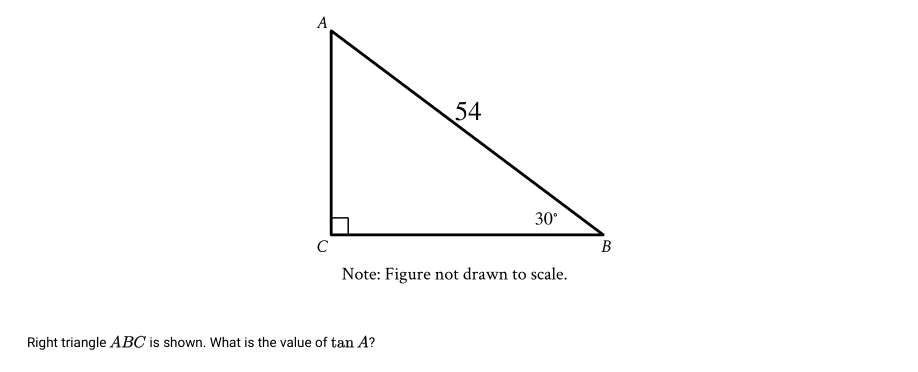 A
54
30°
C
B
Note: Figure not drawn to scale.
Right triangle ABC is shown. What is the value of tan A?